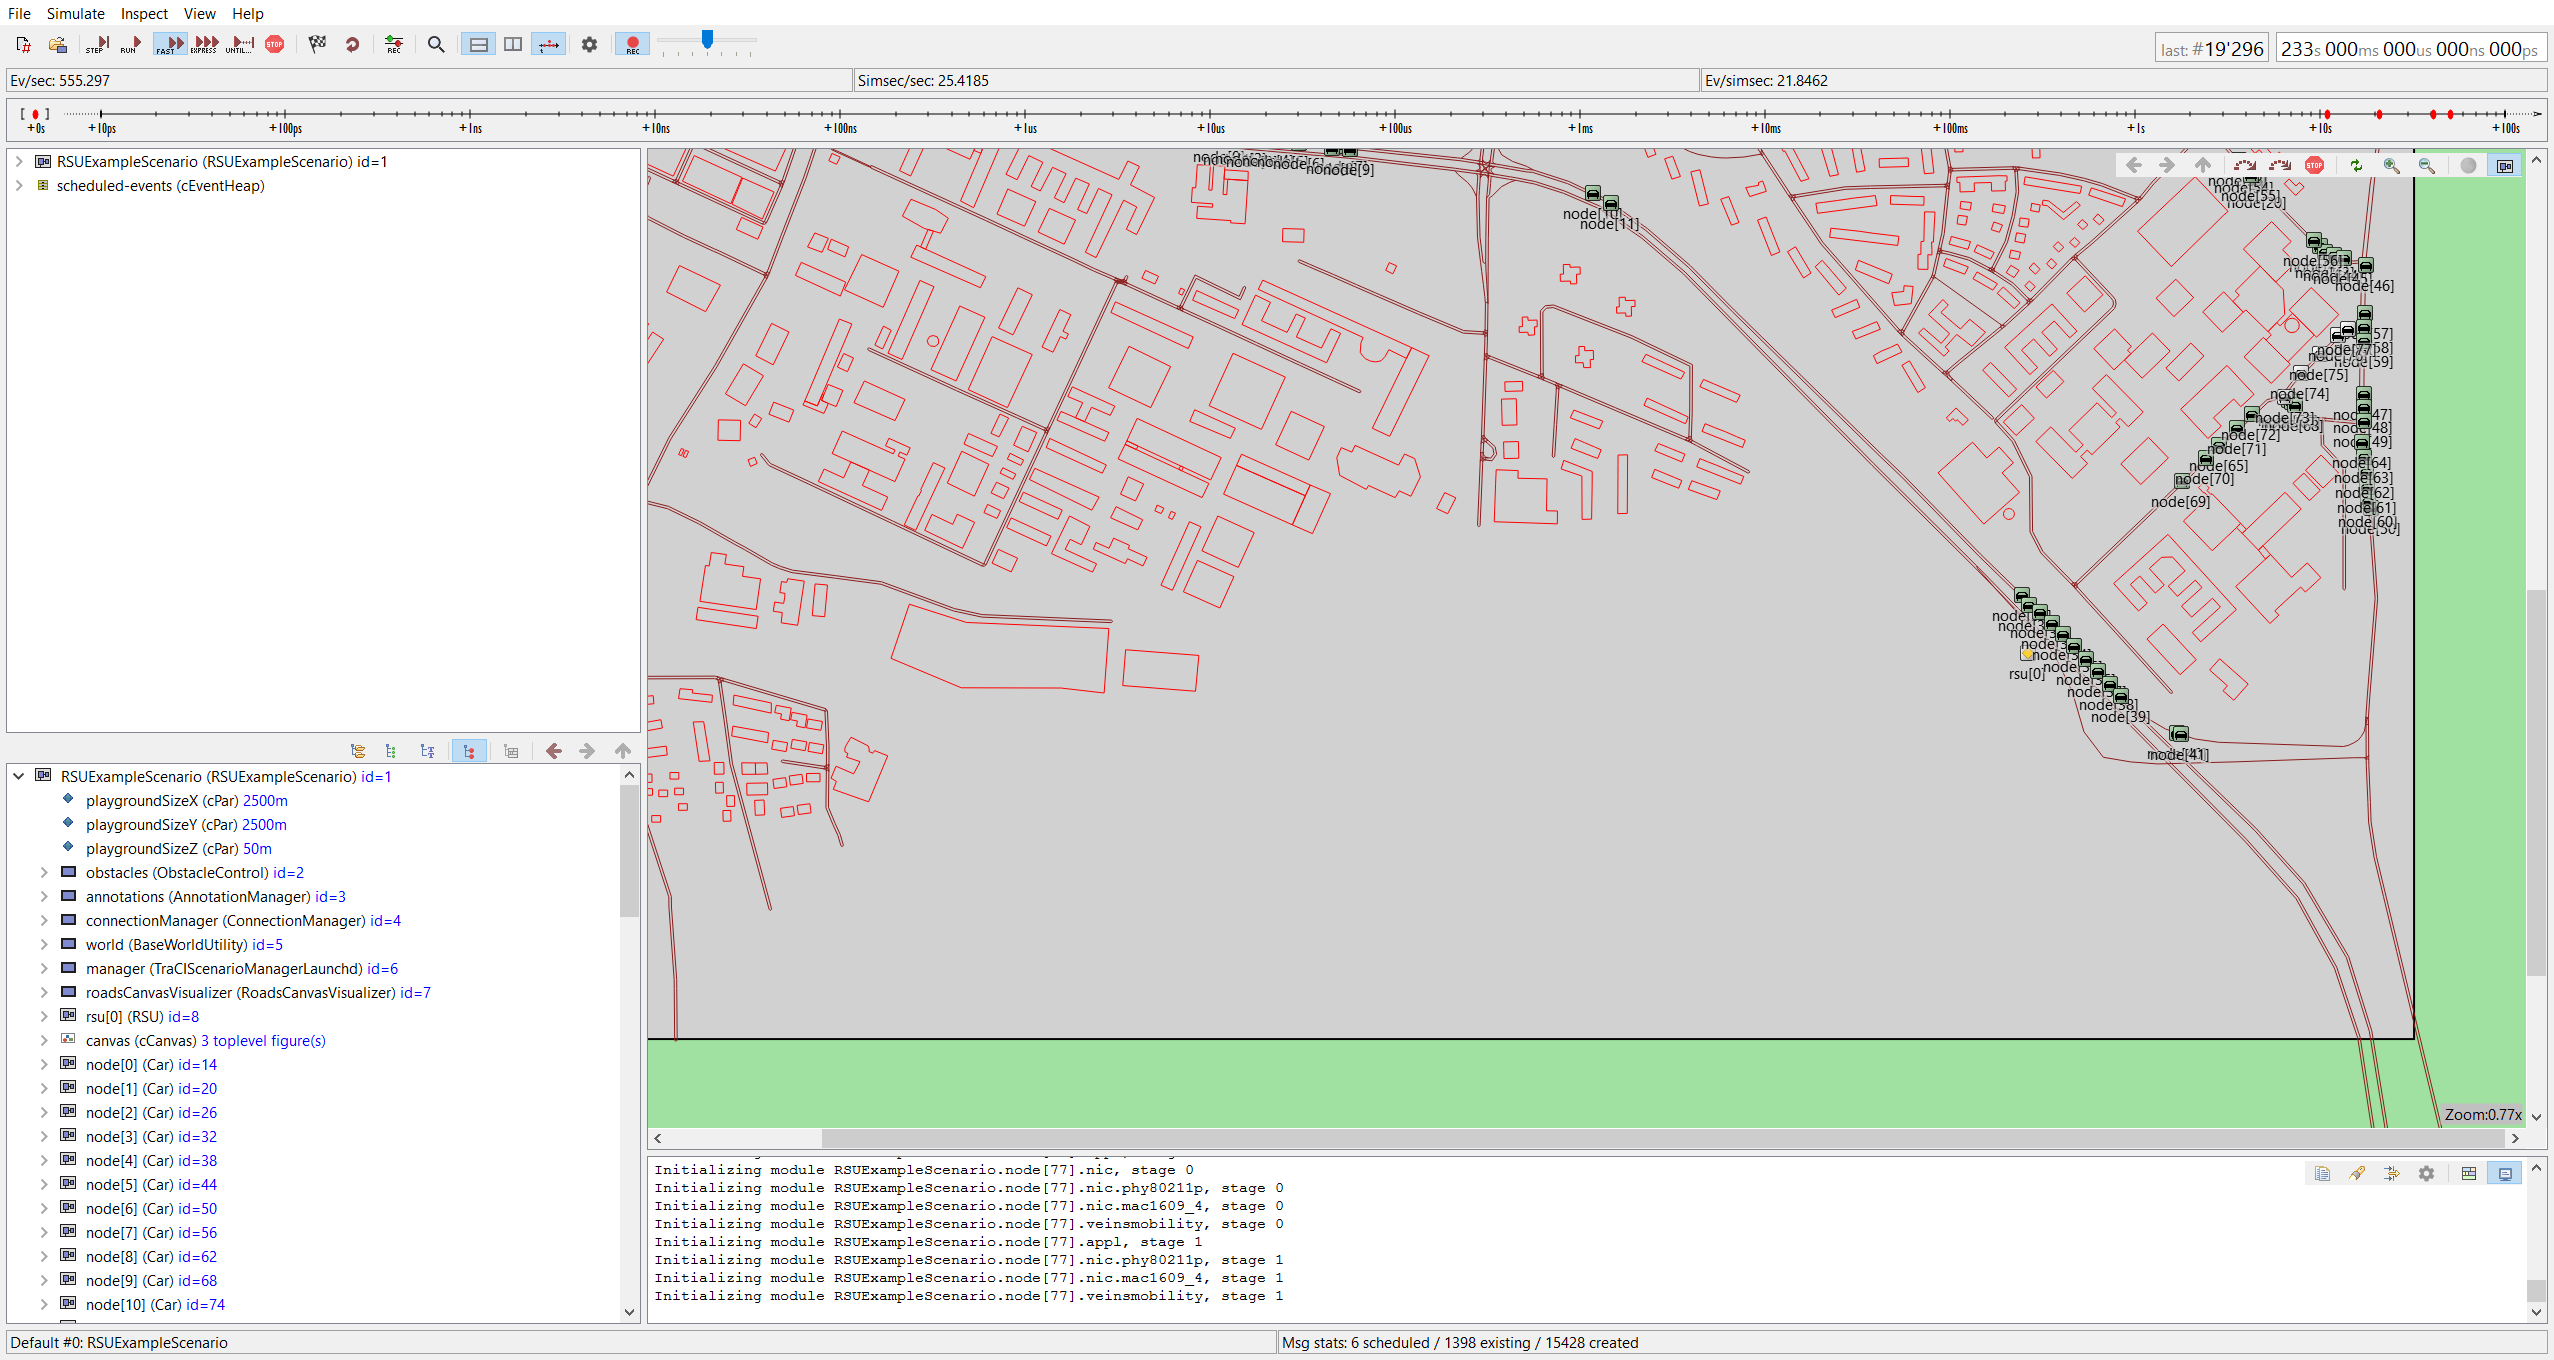 File Simulate Inspect View Help
STEP RUN FAST EXPRESS UNTIL... STOP REC REC
last: #19'296 233s 000ms 000us 000ns 000ps
Ev/sec: 555.297 Simsec/sec: 25.4185 Ev/simsec: 21.8462
+0s +10ps +100ps +1ns +10ns +100ns +1us +10us +100us +1ms +10ms +100ms +1s +10s +100s
RSUExampleScenario (RSUExampleScenario) id=1
scheduled-events (cEventHeap)
RSUExampleScenario (RSUExampleScenario) id=1
playgroundSizeX (cPar) 2500m
playgroundSizeY (cPar) 2500m
playgroundSizeZ (cPar) 50m
obstacles (ObstacleControl) id=2
annotations (AnnotationManager) id=3
connectionManager (ConnectionManager) id=4
world (BaseWorldUtility) id=5
manager (TraCIScenarioManagerLaunchd) id=6
roadsCanvasVisualizer (RoadsCanvasVisualizer) id=7
rsu[0] (RSU) id=8
canvas (cCanvas) 3 toplevel figure(s)
node[0] (Car) id=14
node[1] (Car) id=20
node[2] (Car) id=26
node[3] (Car) id=32
node[4] (Car) id=38
node[5] (Car) id=44
node[6] (Car) id=50
node[7] (Car) id=56
node[8] (Car) id=62
node[9] (Car) id=68
node[10] (Car) id=74
STOP
node[9]
node[10]
node[11]
node[55]
node[20]
node[56]
node[46]
node[77]
node[59]
node[75]
node[74]
node[73]
node[72]
node[71]
node[65]
node[70]
node[69]
node[64]
node[63]
node[62]
node[61]
node[60]
node[50]
rsu[0]
node[38]
node[39]
node[41]
Zoom:0.77x
Initializing module RSUExampleScenario.node[77].nic, stage 0
Initializing module RSUExampleScenario.node[77].nic.phy80211p, stage 0
Initializing module RSUExampleScenario.node[77].nic.mac1609_4, stage 0
Initializing module RSUExampleScenario.node[77].veinsmobility, stage 0
Initializing module RSUExampleScenario.node[77].appl, stage 1
Initializing module RSUExampleScenario.node[77].nic.phy80211p, stage 1
Initializing module RSUExampleScenario.node[77].nic.mac1609_4, stage 1
Initializing module RSUExampleScenario.node[77].veinsmobility, stage 1
Default #0: RSUExampleScenario
Msg stats: 6 scheduled / 1398 existing / 15428 created